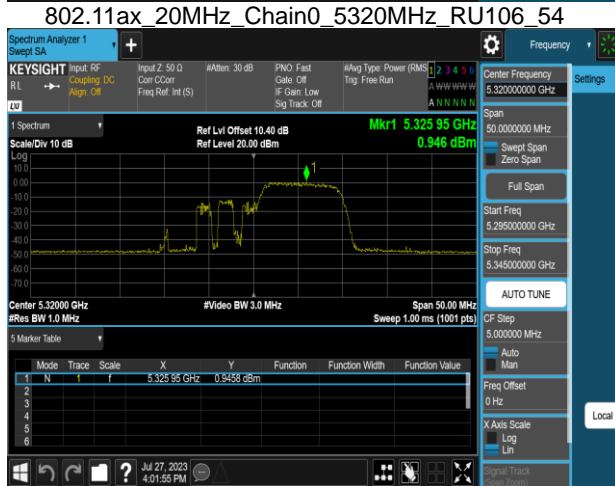 802.11ax_20MHz_Chain0_5320MHz_RU106_54
Spectrum Analyzer 1
Swept SA
+
Frequency
KEYSIGHT Input: RF
RL
Coupling: DC
Align: Off
Input Z: 50 Ω
Corr CCorr
Freq Ref: Int (S)
#Atten: 30 dB
PNO: Fast
Gate: Off
IF Gain: Low
Sig Track: Off
#Avg Type: Power (RMS
Trig: Free Run
1 2 3 4 5 6
A W W W W W
A N N N N N
LM
Center Frequency
5.320000000 GHz
Settings
Span
50.0000000 MHz
Swept Span
Zero Span
Full Span
Start Freq
5.295000000 GHz
Stop Freq
5.345000000 GHz
AUTO TUNE
CF Step
5.000000 MHz
Auto
Man
Freq Offset
0 Hz
X Axis Scale
Log
Lin
Signal Track
(Span Zoom)
Local
1 Spectrum
Scale/Div 10 dB
Ref Lvl Offset 10.40 dB
Ref Level 20.00 dBm
Mkr1 5.325 95 GHz
0.946 dBm
Log
10.0
0.00
-10.0
-20.0
-30.0
-40.0
-50.0
-60.0
-70.0
1
Center 5.32000 GHz
#Res BW 1.0 MHz
#Video BW 3.0 MHz
Span 50.00 MHz
Sweep 1.00 ms (1001 pts)
5 Marker Table
Mode Trace Scale X Y Function Function Width Function Value
1 N 1 f 5.325 95 GHz 0.9458 dBm
2
3
4
5
6
? Jul 27, 2023
4:01:55 PM